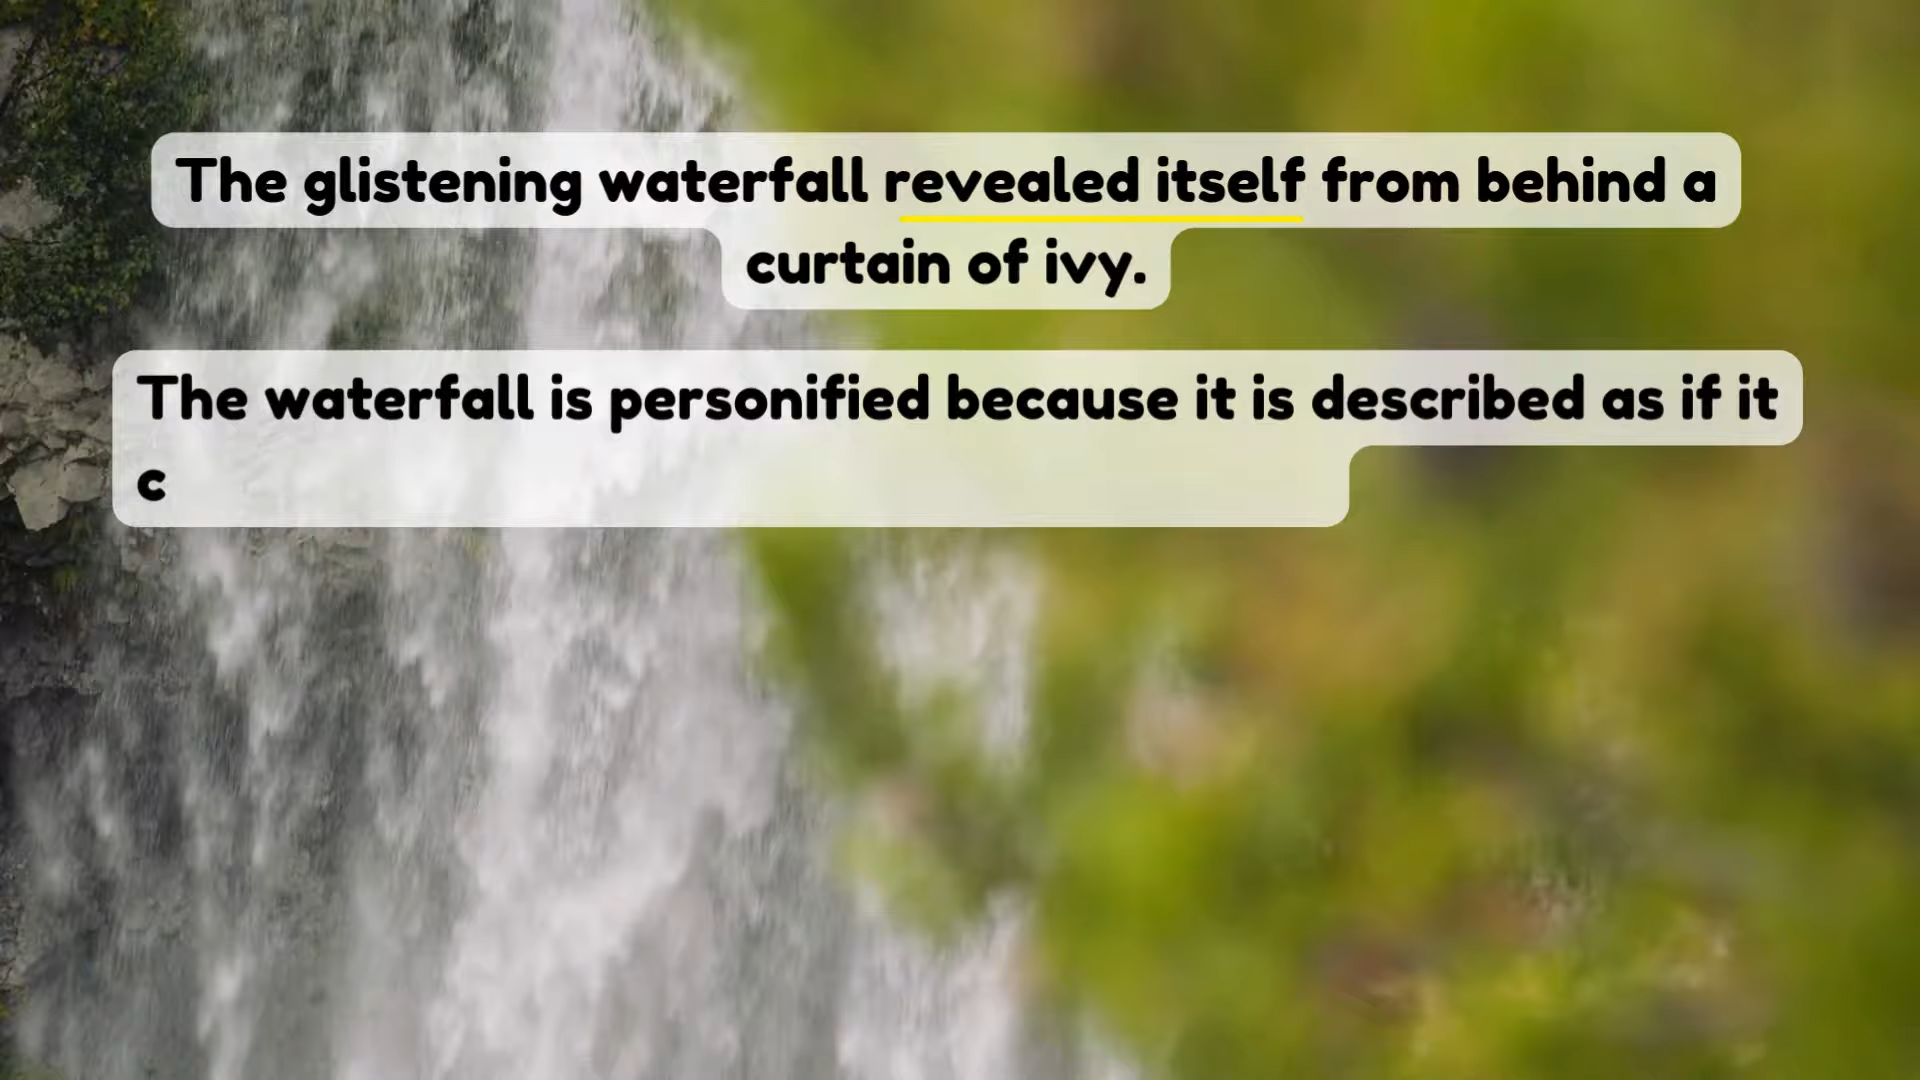 The glistening waterfall revealed itself from behind a
curtain of ivy.
The waterfall is personified because it is described as if it
c